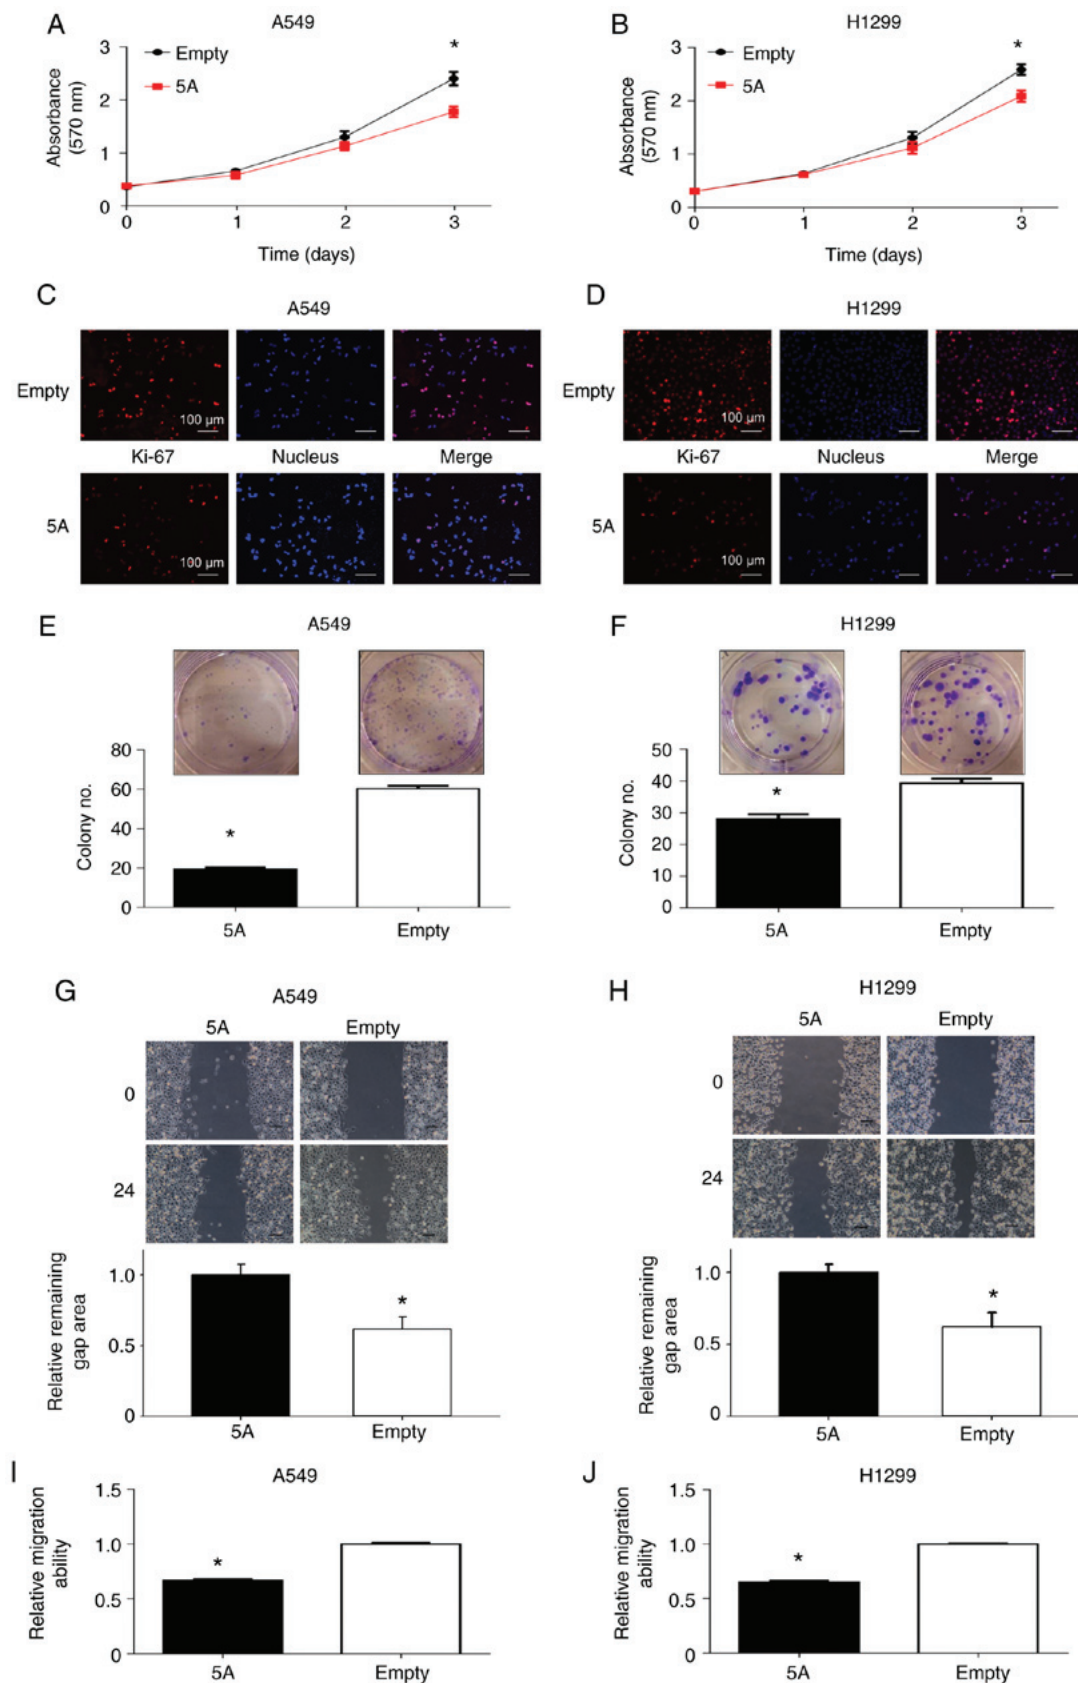 A A549
Absorbance
(570 nm)
3
2
1
0
Empty
5A
*
0 1 2 3
Time (days)
B H1299
Absorbance
(570 nm)
3
2
1
0
Empty
5A
*
0 1 2 3
Time (days)
C A549
Empty
100 µm
Ki-67 Nucleus Merge
5A
100 µm
D H1299
Empty
100 µm
Ki-67 Nucleus Merge
5A
100 µm
E A549
Colony no.
80
60
40
20
0
*
5A Empty
F H1299
Colony no.
50
40
30
20
10
0
*
5A Empty
G A549
5A Empty
0
24
Relative remaining
gap area
1.0
0.5
0
*
5A Empty
H H1299
5A Empty
0
24
Relative remaining
gap area
1.0
0.5
0
*
5A Empty
I A549
Relative migration
ability
1.5
1.0
0.5
0
*
5A Empty
J H1299
Relative migration
ability
1.5
1.0
0.5
0
*
5A Empty